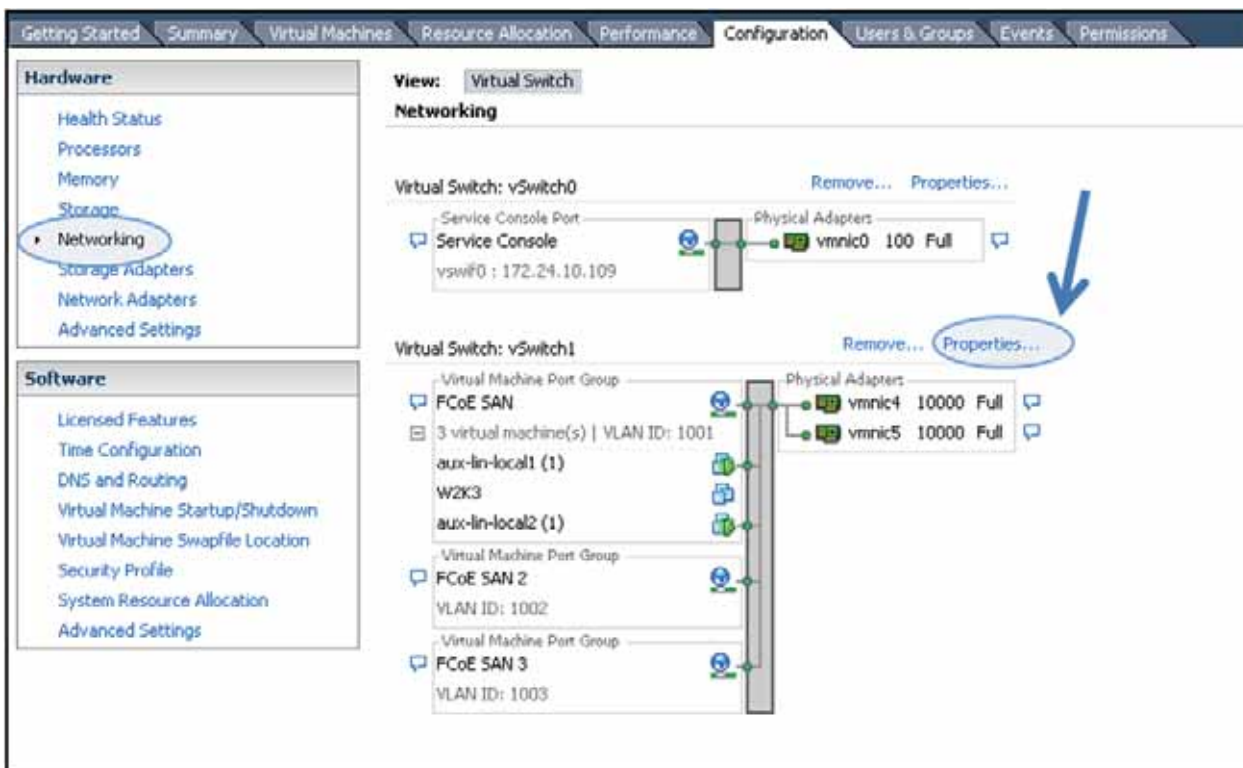 Getting Started Summary Virtual Machines Resource Allocation Performance Configuration Users & Groups Events Permissions
Hardware
Health Status
Processors
Memory
Storage
Networking
Storage Adapters
Network Adapters
Advanced Settings
Software
Licensed Features
Time Configuration
DNS and Routing
Virtual Machine Startup/Shutdown
Virtual Machine Swapfile Location
Security Profile
System Resource Allocation
Advanced Settings
View: Virtual Switch
Networking
Virtual Switch: vSwitch0 Remove... Properties...
Service Console Port Physical Adapters
Service Console vmnic0 100 Full
vswif0 : 172.24.10.109
Virtual Switch: vSwitch1 Remove... Properties...
Virtual Machine Port Group Physical Adapters
FCoE SAN vmnic4 10000 Full
3 virtual machine(s) | VLAN ID: 1001 vmnic5 10000 Full
aux-lin-local1 (1)
W2K3
aux-lin-local2 (1)
Virtual Machine Port Group
FCoE SAN 2
VLAN ID: 1002
Virtual Machine Port Group
FCoE SAN 3
VLAN ID: 1003